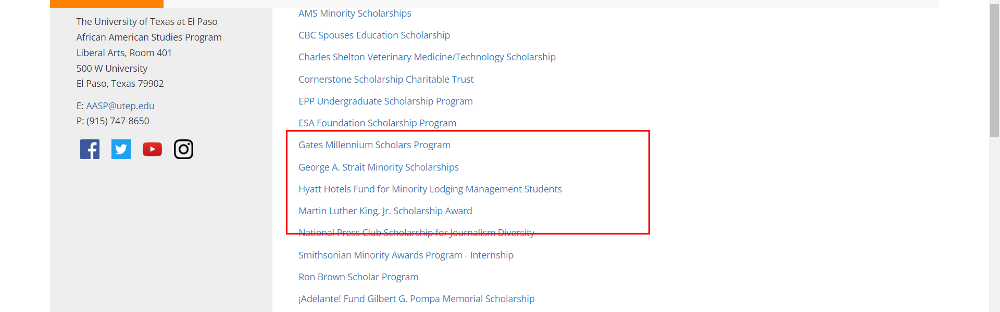 The University of Texas at El Paso
African American Studies Program
Liberal Arts, Room 401
500 W University
El Paso, Texas 79902
E: AASP@utep.edu
P: (915) 747-8650
AMS Minority Scholarships
CBC Spouses Education Scholarship
Charles Shelton Veterinary Medicine/Technology Scholarship
Cornerstone Scholarship Charitable Trust
EPP Undergraduate Scholarship Program
ESA Foundation Scholarship Program
Gates Millennium Scholars Program
George A. Strait Minority Scholarships
Hyatt Hotels Fund for Minority Lodging Management Students
Martin Luther King, Jr. Scholarship Award
National Press Club Scholarship for Journalism Diversity
Smithsonian Minority Awards Program - Internship
Ron Brown Scholar Program
¡Adelante! Fund Gilbert G. Pompa Memorial Scholarship